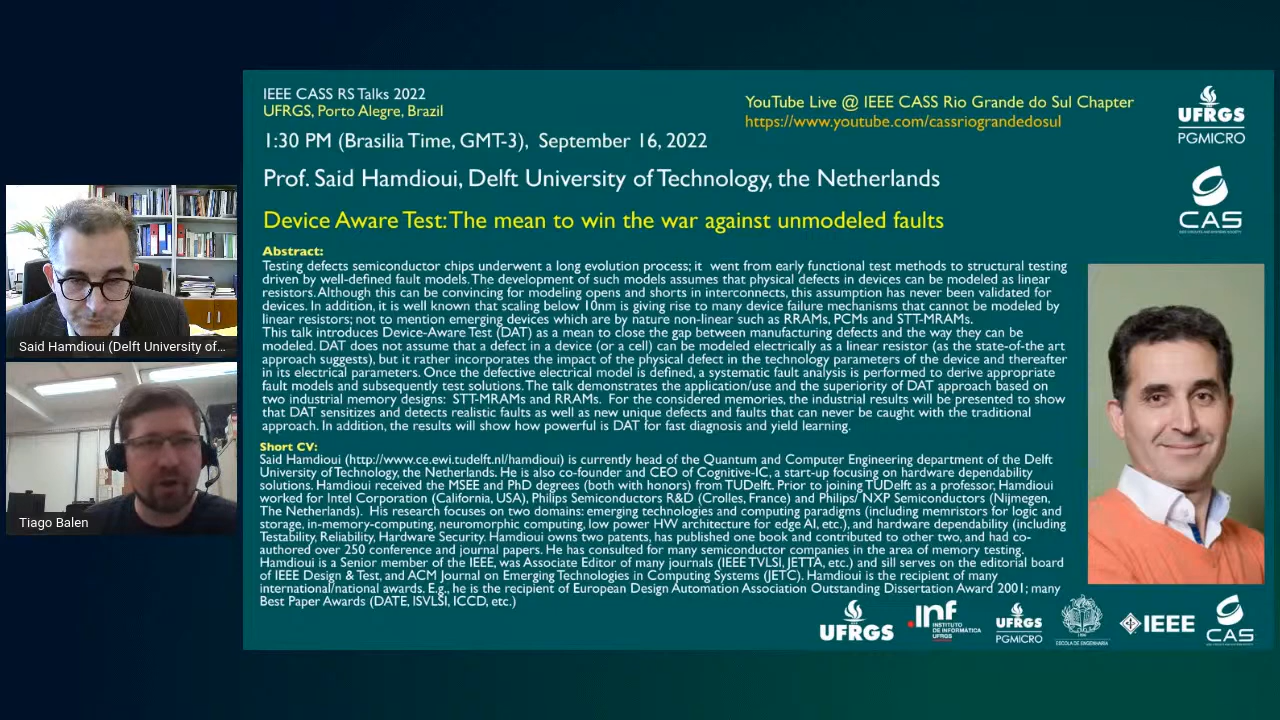 IEEE CASS RS Talks 2022
UFRGS, Porto Alegre, Brazil
1:30 PM (Brasilia Time, GMT-3), September 16, 2022
YouTube Live @ IEEE CASS Rio Grande do Sul Chapter
https://www.youtube.com/cassriograndedosul
UFRGS
PGMICRO
CAS
Prof. Said Hamdioui, Delft University of Technology, the Netherlands
Device Aware Test: The mean to win the war against unmodeled faults
Abstract:
Testing defects semiconductor chips underwent a long evolution process; it went from early functional test methods to structural testing
driven by well-defined fault models. The development of such models assumes that physical defects in devices can be modeled as linear
resistors. Although this can be convincing for modeling opens and shorts in interconnects, this assumption has never been validated for
devices. In addition, it is well known that scaling below 10nm is giving rise to many device failure mechanisms that cannot be modeled by
linear resistors; not to mention emerging devices which are by nature non-linear such as RRAMs, PCMs and STT-MRAMs.
This talk introduces Device-Aware Test (DAT) as a mean to close the gap between manufacturing defects and the way they can be
modeled. DAT does not assume that a defect in a device (or a cell) can be modeled electrically as a linear resistor (as the state-of-the art
approach suggests), but it rather incorporates the impact of the physical defect in the technology parameters of the device and thereafter
in its electrical parameters. Once the defective electrical model is defined, a systematic fault analysis is performed to derive appropriate
fault models and subsequently test solutions. The talk demonstrates the application/use and the superiority of DAT approach based on
two industrial memory designs: STT-MRAMs and RRAMs. For the considered memories, the industrial results will be presented to show
that DAT sensitizes and detects realistic faults as well as new unique defects and faults that can never be caught with the traditional
approach. In addition, the results will show how powerful is DAT for fast diagnosis and yield learning.
Short CV:
Said Hamdioui (http://www.ce.ewi.tudelft.nl/hamdioui) is currently head of the Quantum and Computer Engineering department of the Delft
University of Technology, the Netherlands. He is also co-founder and CEO of Cognitive-IC, a start-up focusing on hardware dependability
solutions. Hamdioui received the MSEE and PhD degrees (both with honors) from TUDelft. Prior to joining TUDelft as a professor, Hamdioui
worked for Intel Corporation (California, USA), Philips Semiconductors R&D (Crolles, France) and Philips/ NXP Semiconductors (Nijmegen,
The Netherlands). His research focuses on two domains: emerging technologies and computing paradigms (including memristors for logic and
storage, in-memory-computing, neuromorphic computing, low power HW architecture for edge AI, etc.), and hardware dependability (including
Testability, Reliability, Hardware Security. Hamdioui owns two patents, has published one book and contributed to other two, and had co-
authored over 250 conference and journal papers. He has consulted for many semiconductor companies in the area of memory testing.
Hamdioui is a Senior member of the IEEE, was Associate Editor of many journals (IEEE TVLSI, JETTA, etc.) and sill serves on the editorial board
of IEEE Design & Test, and ACM Journal on Emerging Technologies in Computing Systems (JETC). Hamdioui is the recipient of many
international/national awards. E.g., he is the recipient of European Design Automation Association Outstanding Dissertation Award 2001; many
Best Paper Awards (DATE, ISVLSI, ICCD, etc.)
UFRGS
inf
INSTITUTO
DE INFORMÁTICA
UFRGS
UFRGS
PGMICRO
ESCOLA DE ENGENHARIA
IEEE
CAS
Said Hamdioui (Delft University of...
Tiago Balen